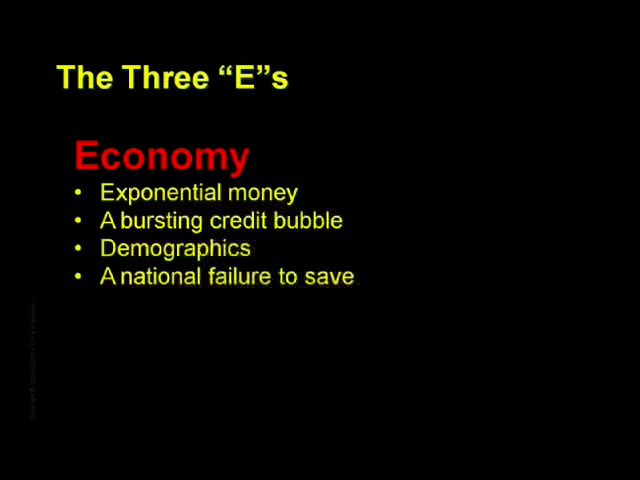 The Three “E”s
Economy
• Exponential money
• A bursting credit bubble
• Demographics
• A national failure to save